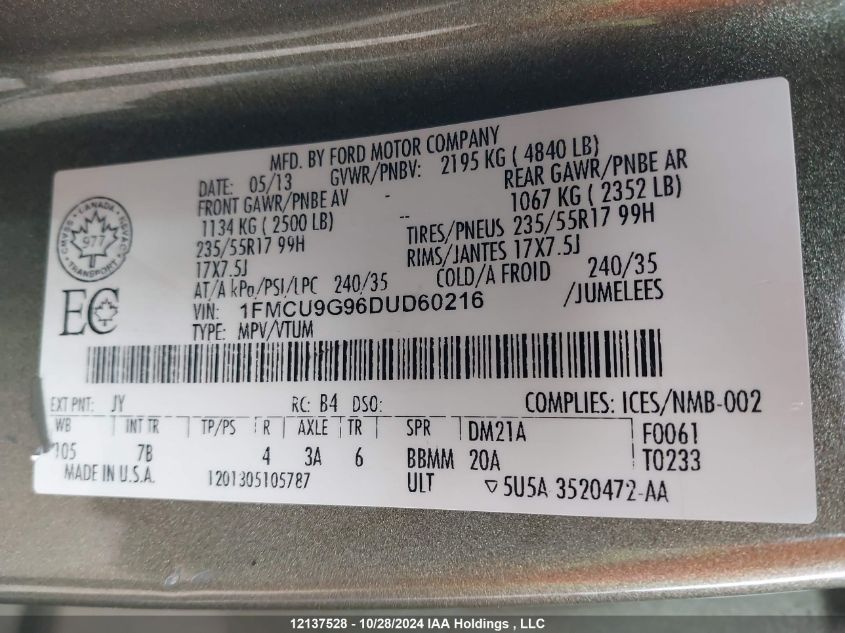 MFD. BY FORD MOTOR COMPANY
DATE: 05/13 GVWR/PNBV: 2195 KG ( 4840 LB)
FRONT GAWR/PNBE AV - REAR GAWR/PNBE AR
1134 KG ( 2500 LB) -- 1067 KG ( 2352 LB)
235/55R17 99H TIRES/PNEUS 235/55R17 99H
17X7.5J RIMS/JANTES 17X7.5J
AT/A kPa/PSI/LPC 240/35 COLD/A FROID 240/35
VIN: 1FMCU9G96DUD60216 /JUMELEES
TYPE: MPV/VTUM
CANADA
CMVSS NSVAC
977
TRANSPORT
EC
EXT PNT: JY RC: B4 DSO: COMPLIES: ICES/NMB-002
WB INT TR TP/PS R AXLE TR SPR DM21A F0061
105 7B 4 3A 6 BBMM 20A T0233
MADE IN U.S.A. 1201305105787 ULT ▽ 5U5A 3520472-AA
12137528 - 10/28/2024 IAA Holdings , LLC